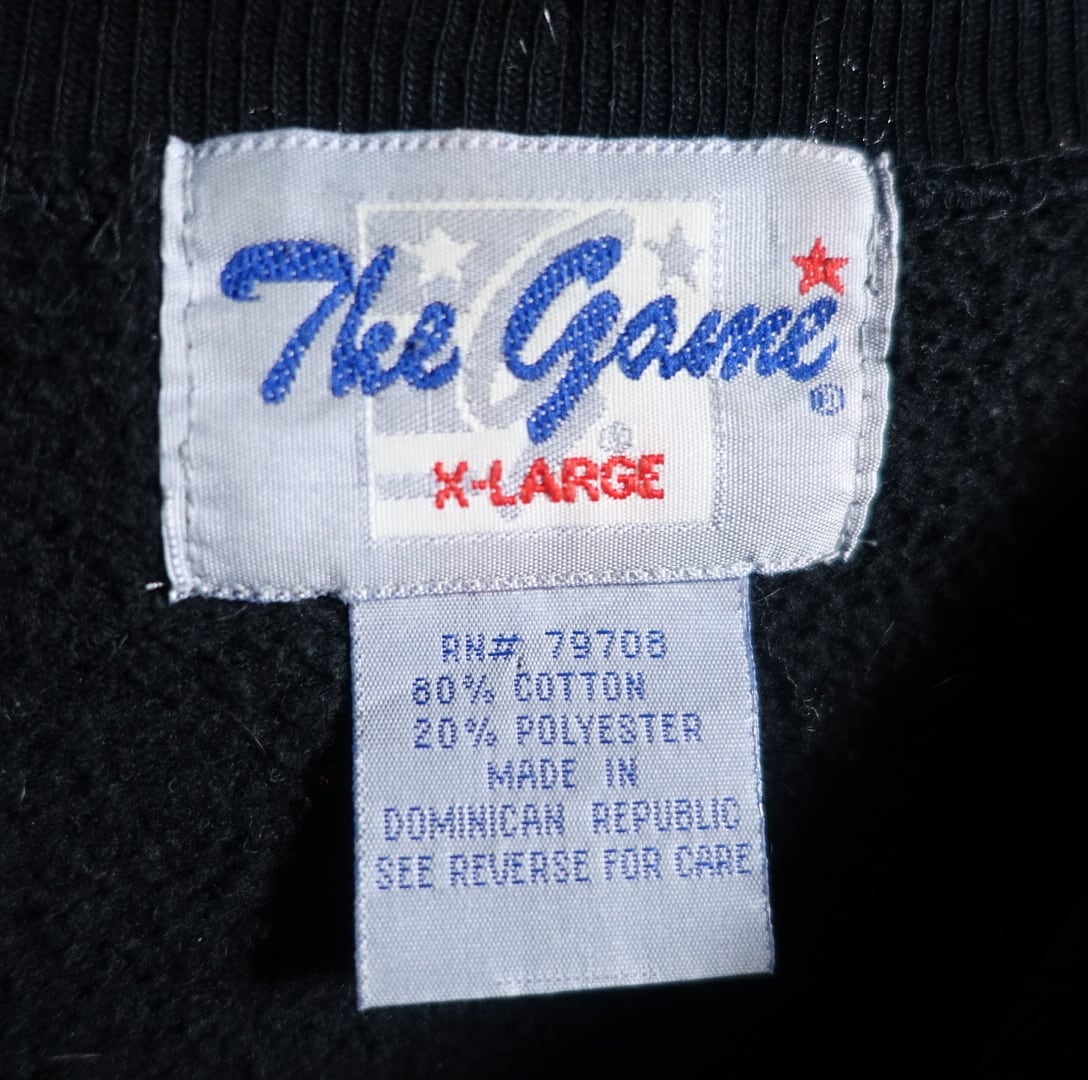 The Game
®
®
X-LARGE
RN# 79708
80% COTTON
20% POLYESTER
MADE IN
DOMINICAN REPUBLIC
SEE REVERSE FOR CARE